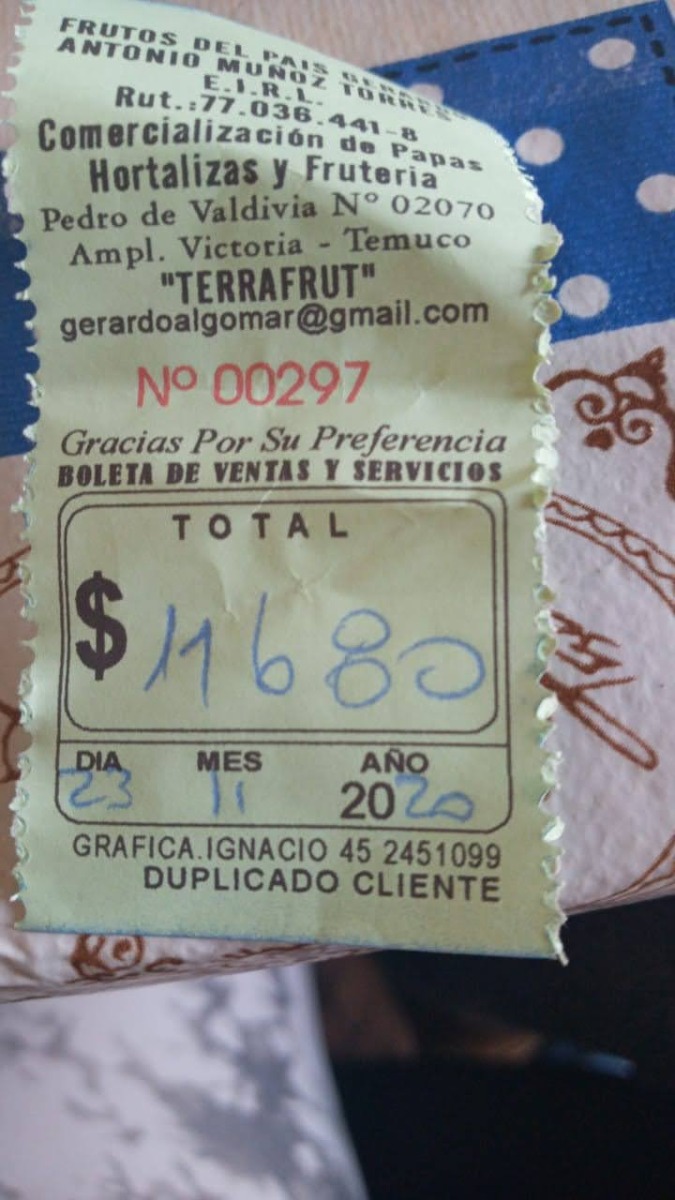 FRUTOS DEL PAIS
ANTONIO MUÑOZ TORRES
E.I.R.L.
Rut.:77.036.441-8
Comercialización de Papas
Hortalizas y Fruteria
Pedro de Valdivia Nº 02070
Ampl. Victoria - Temuco
"TERRAFRUT"
gerardoalgomar@gmail.com
Nº 00297
Gracias Por Su Preferencia
BOLETA DE VENTAS Y SERVICIOS
TOTAL
$ 11680
DIA MES AÑO
23 11 2020
GRAFICA.IGNACIO 45 2451099
DUPLICADO CLIENTE